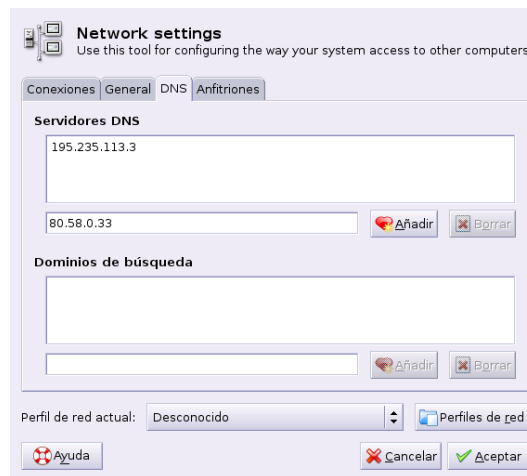 Network settings
Use this tool for configuring the way your system access to other computers
Conexiones General DNS Anfitriones
Servidores DNS
195.235.113.3
80.58.0.33 Añadir Borrar
Dominios de búsqueda
Añadir Borrar
Perfil de red actual: Desconocido Perfiles de red
Ayuda Cancelar Aceptar